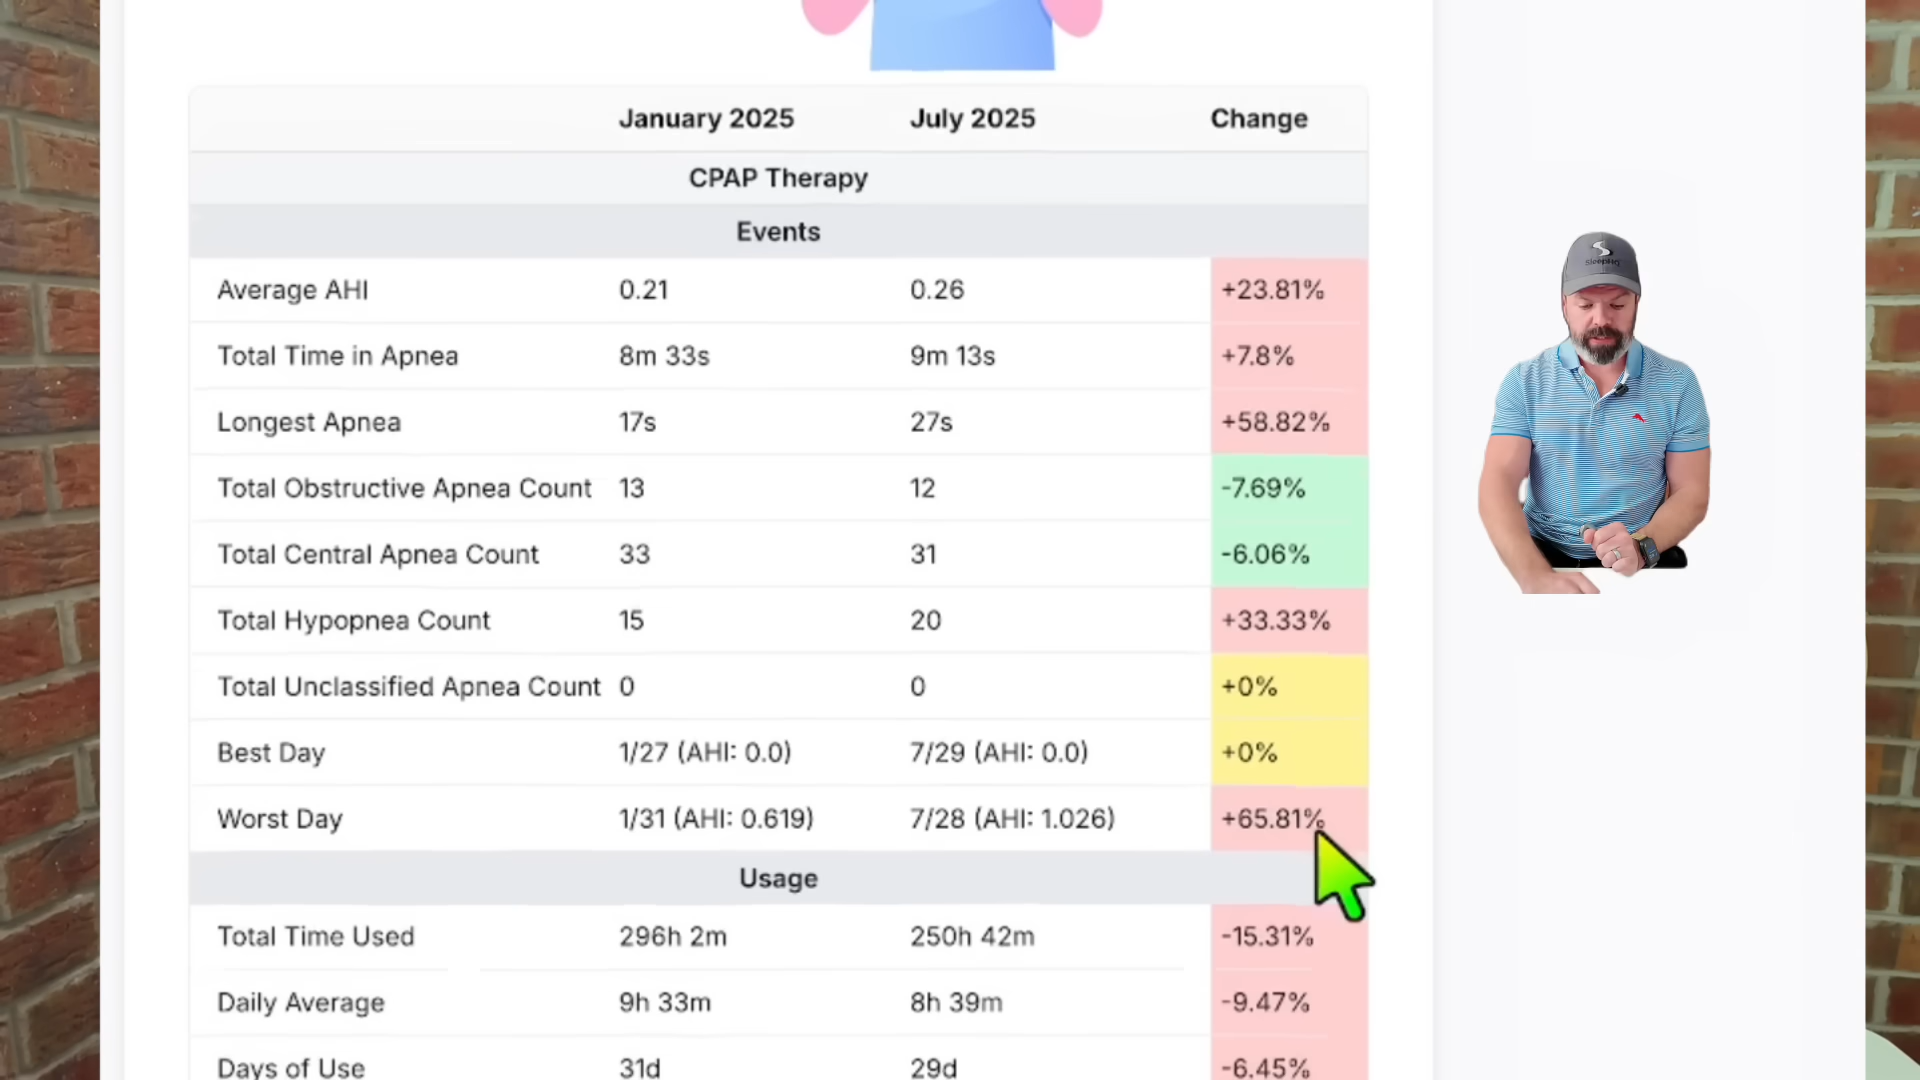 January 2025 July 2025 Change
CPAP Therapy
Events
Average AHI 0.21 0.26 +23.81%
Total Time in Apnea 8m 33s 9m 13s +7.8%
Longest Apnea 17s 27s +58.82%
Total Obstructive Apnea Count 13 12 -7.69%
Total Central Apnea Count 33 31 -6.06%
Total Hypopnea Count 15 20 +33.33%
Total Unclassified Apnea Count 0 0 +0%
Best Day 1/27 (AHI: 0.0) 7/29 (AHI: 0.0) +0%
Worst Day 1/31 (AHI: 0.619) 7/28 (AHI: 1.026) +65.81%
Usage
Total Time Used 296h 2m 250h 42m -15.31%
Daily Average 9h 33m 8h 39m -9.47%
Days of Use 31d 29d -6.45%
SleepHQ